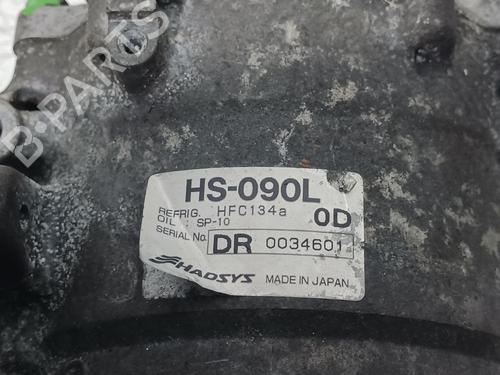 HS-090L
REFRIG. HFC134a 0D
OIL : SP-10
SERIAL No. DR 0034601
HADSYS MADE IN JAPAN
B-PARTS